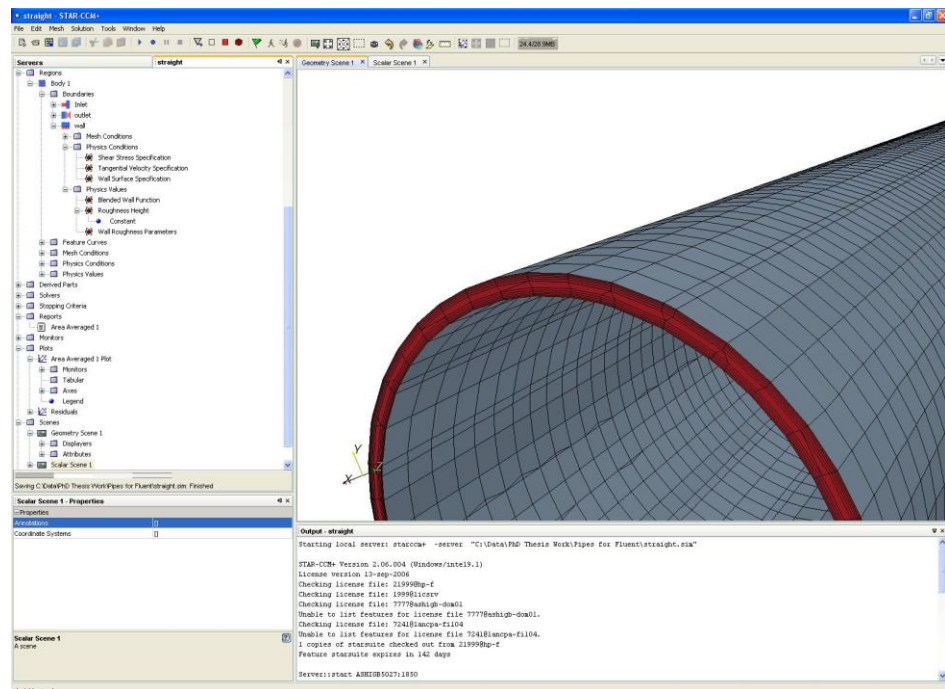 straight - STAR-CCM+
File Edit Mesh Solution Tools Window Help
24.4/28.9MB
Servers straight
Geometry Scene 1 Scalar Scene 1
Regions
Body 1
Boundaries
Inlet
outlet
wall
Mesh Conditions
Physics Conditions
Shear Stress Specification
Tangential Velocity Specification
Wall Surface Specification
Physics Values
Blended Wall Function
Roughness Height
Constant
Wall Roughness Parameters
Feature Curves
Mesh Conditions
Physics Conditions
Physics Values
Derived Parts
Solvers
Stopping Criteria
Reports
Area Averaged 1
Monitors
Plots
Area Averaged 1 Plot
Monitors
Tabular
Axes
Legend
Residuals
Scenes
Geometry Scene 1
Displayers
Attributes
Scalar Scene 1
Saving C:\Data\PhD Thesis Work\Pipes for Fluent\straight.sim Finished
Scalar Scene 1 - Properties
Properties
Annotations []
Coordinate Systems []
Scalar Scene 1
A scene
Y
X Z
Output - straight
Starting local server: starccm+ -server "C:\Data\PhD Thesis Work\Pipes for Fluent\straight.sim"
STAR-CCM+ Version 2.06.004 (Windows/intel9.1)
License version 13-sep-2006
Checking license file: 21999@hp-f
Checking license file: 1999@licsrv
Checking license file: 7777@ashigb-dom01
Unable to list features for license file 7777@ashigb-dom01.
Checking license file: 7241@lancpa-fil04
Unable to list features for license file 7241@lancpa-fil04.
1 copies of starsuite checked out from 21999@hp-f
Feature starsuite expires in 142 days
Server::start ASHIGB5027:1850